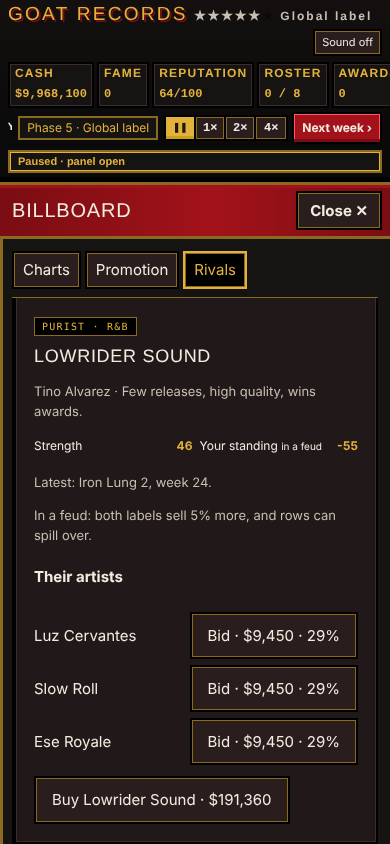 GOAT RECORDS ★★★★★ Global label
Sound off
CASH FAME REPUTATION ROSTER AWARD
$9,968,100 0 64/100 0 / 8 0
Phase 5 · Global label 1× 2× 4× Next week ›
Paused · panel open
BILLBOARD Close ✕
Charts Promotion Rivals
PURIST · R&B
LOWRIDER SOUND
Tino Alvarez · Few releases, high quality, wins
awards.
Strength 46 Your standing in a feud -55
Latest: Iron Lung 2, week 24.
In a feud: both labels sell 5% more, and rows can
spill over.
Their artists
Luz Cervantes Bid · $9,450 · 29%
Slow Roll Bid · $9,450 · 29%
Ese Royale Bid · $9,450 · 29%
Buy Lowrider Sound · $191,360